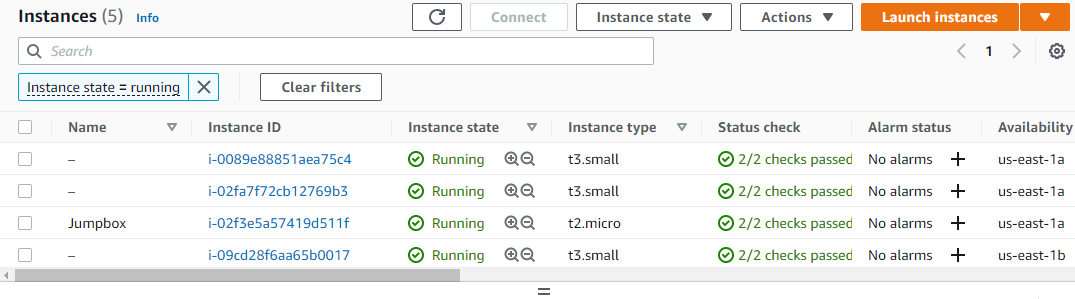 Instances (5) Info Connect Instance state Actions Launch instances
Search 1
Instance state = running Clear filters
Name Instance ID Instance state Instance type Status check Alarm status Availability
– i-0089e88851aea75c4 Running t3.small 2/2 checks passed No alarms + us-east-1a
– i-02fa7f72cb12769b3 Running t3.small 2/2 checks passed No alarms + us-east-1a
Jumpbox i-02f3e5a57419d511f Running t2.micro 2/2 checks passed No alarms + us-east-1a
– i-09cd28f6aa65b0017 Running t3.small 2/2 checks passed No alarms + us-east-1b